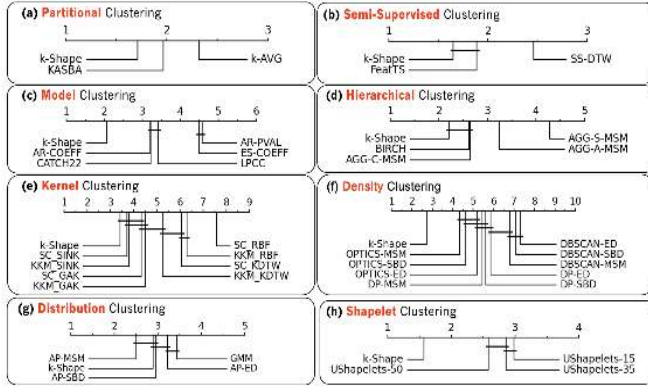 (a) Partitional Clustering
1 2 3
k-Shape k-AVG
KASBA
(b) Semi-Supervised Clustering
1 2 3
k-Shape SS-DTW
FeatTS
(c) Model Clustering
1 2 3 4 5 6
k-Shape AR-PVAL
AR-COEFF ES-COEFF
CATCH22 LPCC
(d) Hierarchical Clustering
1 2 3 4 5
k-Shape AGG-S-MSM
BIRCH AGG-A-MSM
AGG-C-MSM
(e) Kernel Clustering
1 2 3 4 5 6 7 8 9
k-Shape SC_RBF
SC_SINK KKM_RBF
KKM_SINK SC_KDTW
SC_GAK KKM_KDTW
KKM_GAK
(f) Density Clustering
1 2 3 4 5 6 7 8 9 10
k-Shape DBSCAN-ED
OPTICS-MSM DBSCAN-SBD
OPTICS-SBD DBSCAN-MSM
OPTICS-ED DP-ED
DP-MSM DP-SBD
(g) Distribution Clustering
1 2 3 4 5
AP-MSM GMM
k-Shape AP-ED
AP-SBD
(h) Shapelet Clustering
1 2 3 4
k-Shape UShapelets-15
UShapelets-50 UShapelets-35